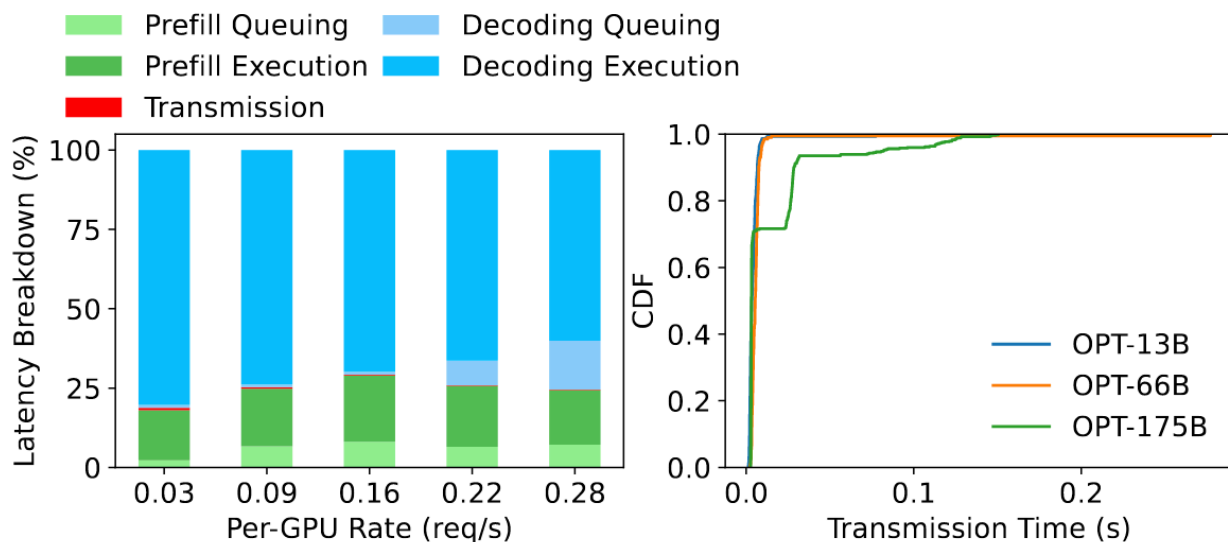 Prefill Queuing
Prefill Execution
Transmission
Decoding Queuing
Decoding Execution
Latency Breakdown (%)
100
75
50
25
0
0.03 0.09 0.16 0.22 0.28
Per-GPU Rate (req/s)
CDF
1.0
0.8
0.6
0.4
0.2
0.0
OPT-13B
OPT-66B
OPT-175B
0.0 0.1 0.2
Transmission Time (s)